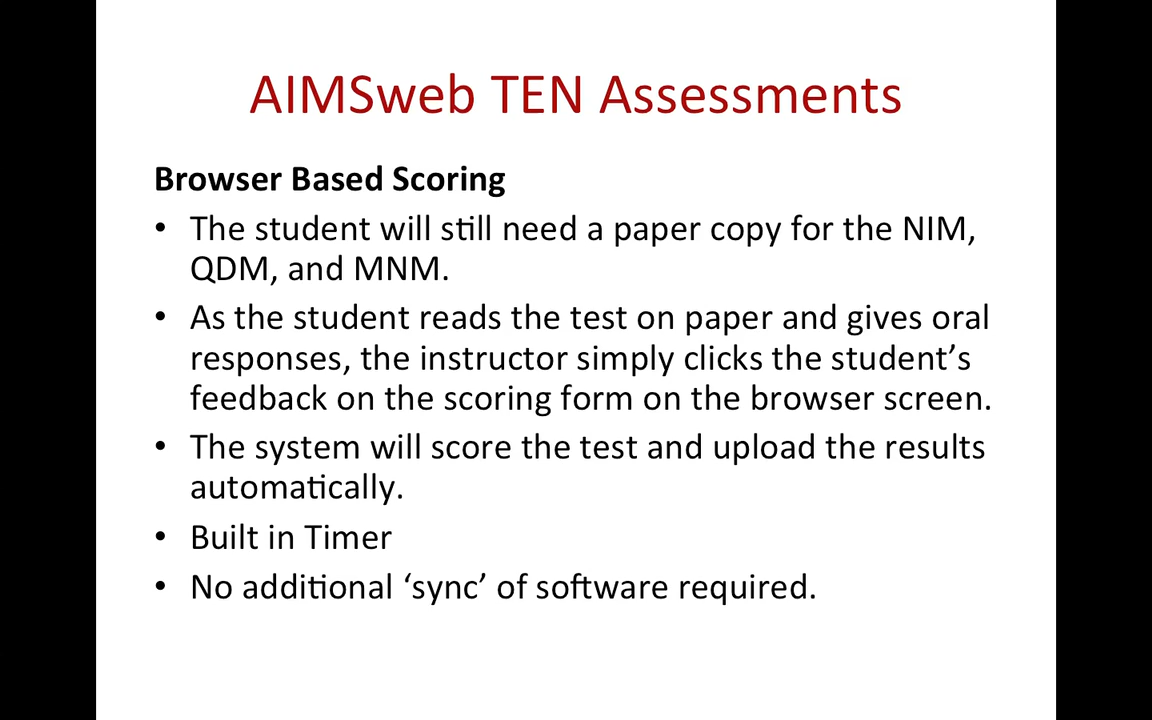 AIMSweb TEN Assessments
Browser Based Scoring
• The student will still need a paper copy for the NIM,
QDM, and MNM.
• As the student reads the test on paper and gives oral
responses, the instructor simply clicks the student’s
feedback on the scoring form on the browser screen.
• The system will score the test and upload the results
automatically.
• Built in Timer
• No additional ‘sync’ of software required.